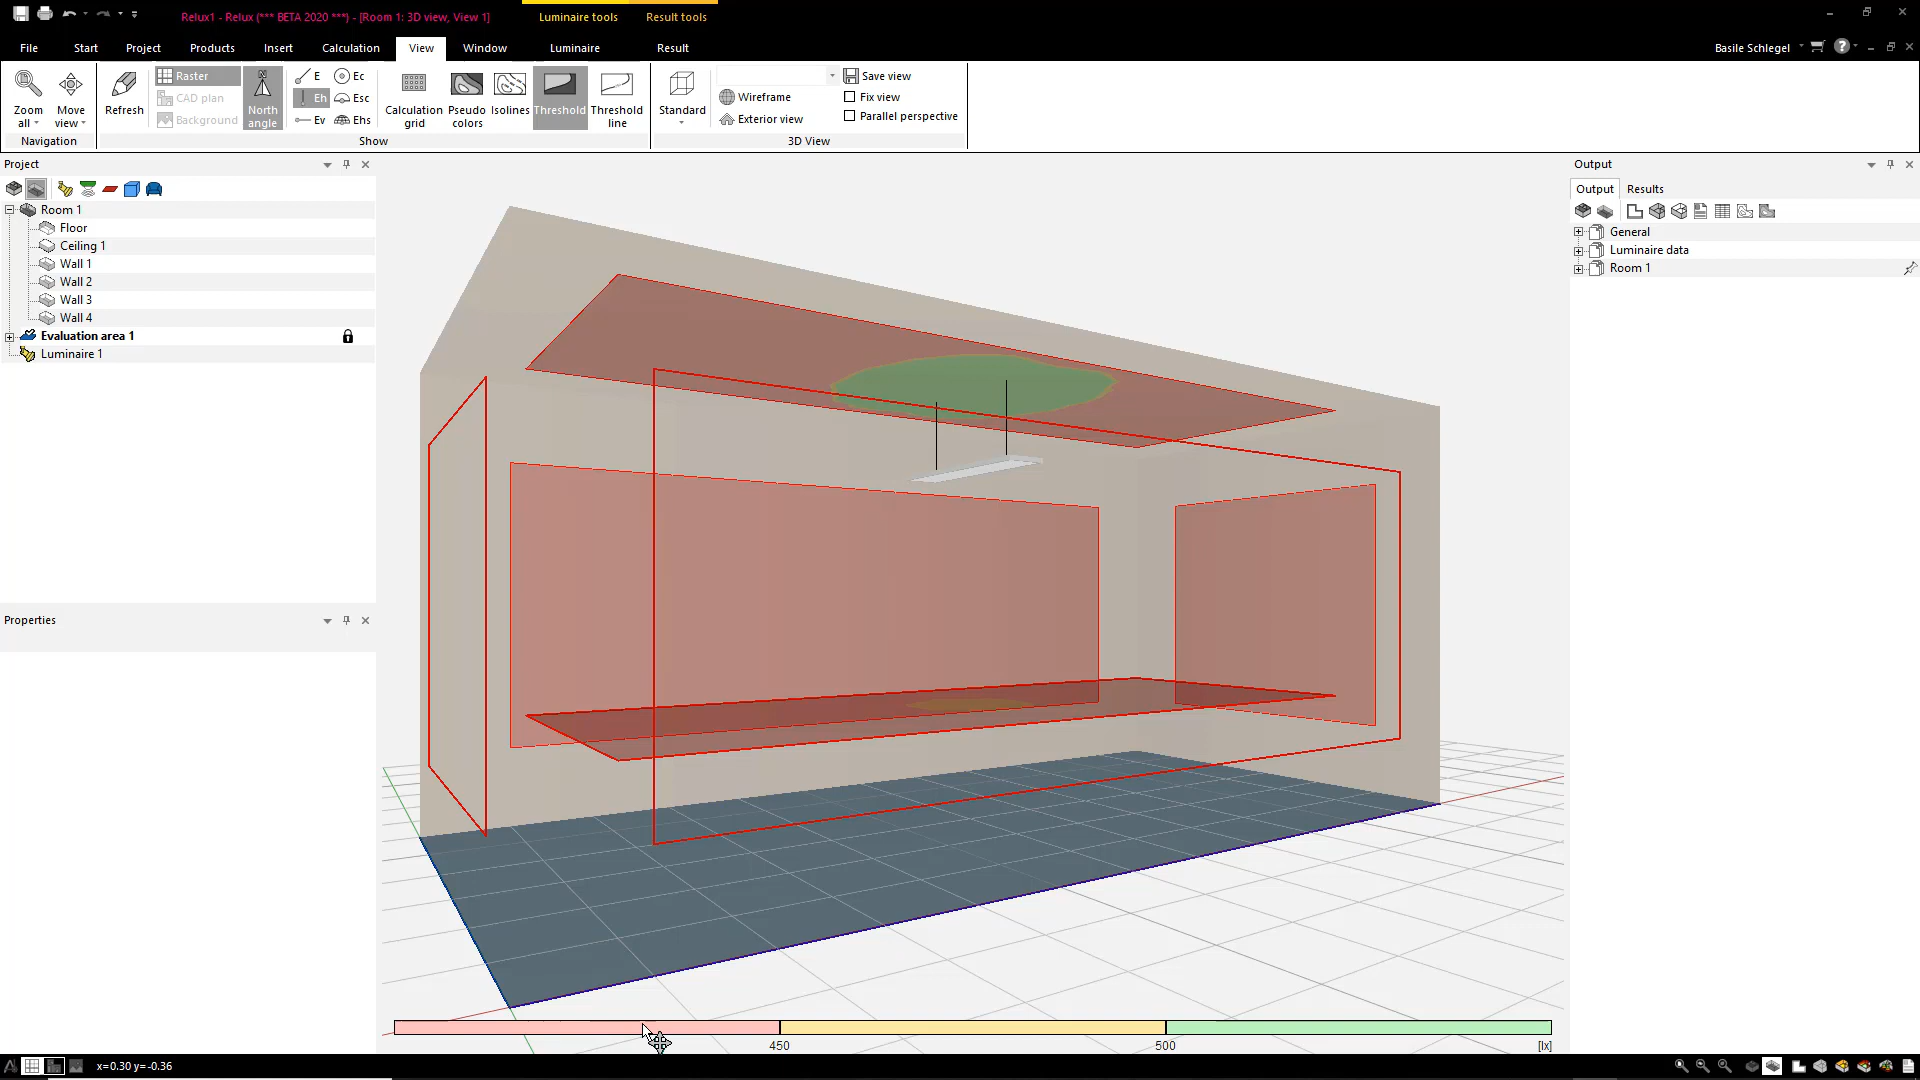 Relux1 - Relux (*** BETA 2020 ***) - [Room 1: 3D view, View 1]
Luminaire tools
Result tools
File
Start
Project
Products
Insert
Calculation
View
Window
Luminaire
Result
Basile Schlegel
Zoom all
Move view
Navigation
Refresh
Raster
CAD plan
Background
North angle
E
Ec
Eh
Esc
Ev
Ehs
Calculation grid
Pseudo colors
Isolines
Threshold
Threshold line
Show
Standard
Wireframe
Exterior view
Save view
Fix view
Parallel perspective
3D View
Project
Room 1
Floor
Ceiling 1
Wall 1
Wall 2
Wall 3
Wall 4
Evaluation area 1
Luminaire 1
Properties
Output
Output
Results
General
Luminaire data
Room 1
450
500
[lx]
x=0.30 y=-0.36